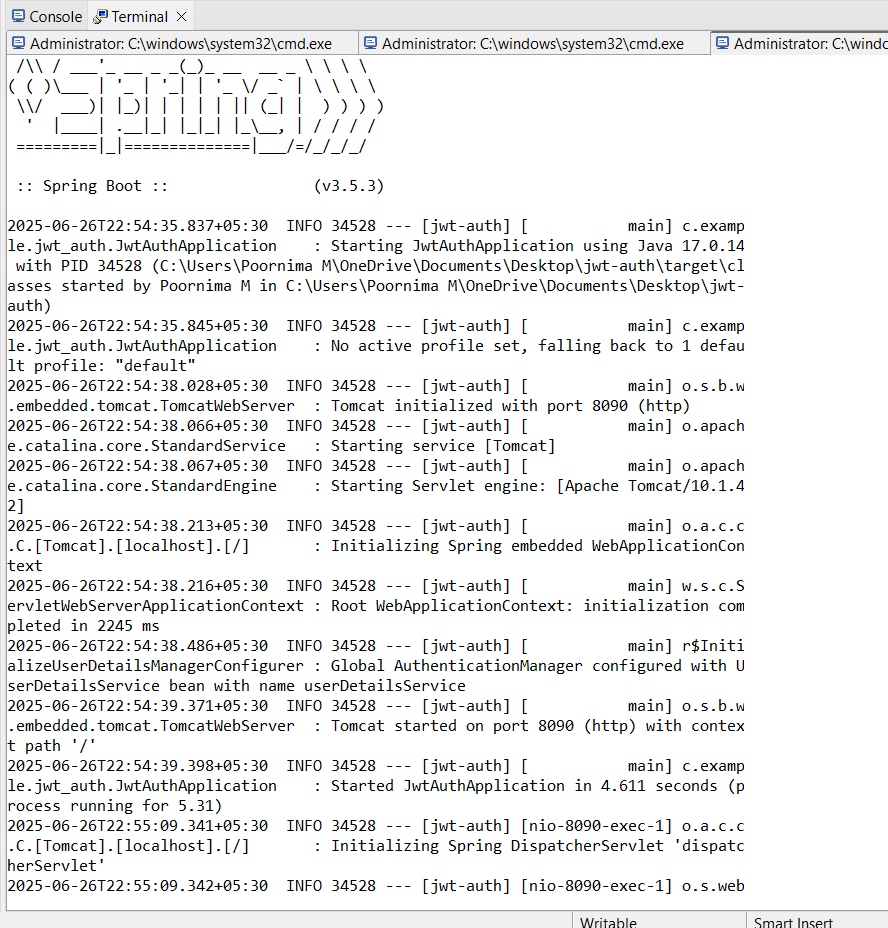 Console Terminal
Administrator: C:\windows\system32\cmd.exe Administrator: C:\windows\system32\cmd.exe Administrator: C:\windo
 /\\ / ___'_ __ _ _(_)_ __  __ _ \ \ \ \
( ( )\___ | '_ | '_| | '_ \/ _` | \ \ \ \
 \\/  ___)| |_)| | | | | || (_| |  ) ) ) )
  '  |____| .__|_| |_|_| |_\__, | / / / /
 =========|_|==============|___/=/_/_/_/
 :: Spring Boot ::                (v3.5.3)
2025-06-26T22:54:35.837+05:30  INFO 34528 --- [jwt-auth] [           main] c.examp
le.jwt_auth.JwtAuthApplication    : Starting JwtAuthApplication using Java 17.0.14
 with PID 34528 (C:\Users\Poornima M\OneDrive\Documents\Desktop\jwt-auth\target\cl
asses started by Poornima M in C:\Users\Poornima M\OneDrive\Documents\Desktop\jwt-
auth)
2025-06-26T22:54:35.845+05:30  INFO 34528 --- [jwt-auth] [           main] c.examp
le.jwt_auth.JwtAuthApplication    : No active profile set, falling back to 1 defau
lt profile: "default"
2025-06-26T22:54:38.028+05:30  INFO 34528 --- [jwt-auth] [           main] o.s.b.w
.embedded.tomcat.TomcatWebServer  : Tomcat initialized with port 8090 (http)
2025-06-26T22:54:38.066+05:30  INFO 34528 --- [jwt-auth] [           main] o.apach
e.catalina.core.StandardService   : Starting service [Tomcat]
2025-06-26T22:54:38.067+05:30  INFO 34528 --- [jwt-auth] [           main] o.apach
e.catalina.core.StandardEngine    : Starting Servlet engine: [Apache Tomcat/10.1.4
2]
2025-06-26T22:54:38.213+05:30  INFO 34528 --- [jwt-auth] [           main] o.a.c.c
.C.[Tomcat].[localhost].[/]       : Initializing Spring embedded WebApplicationCon
text
2025-06-26T22:54:38.216+05:30  INFO 34528 --- [jwt-auth] [           main] w.s.c.S
ervletWebServerApplicationContext : Root WebApplicationContext: initialization com
pleted in 2245 ms
2025-06-26T22:54:38.486+05:30  INFO 34528 --- [jwt-auth] [           main] r$Initi
alizeUserDetailsManagerConfigurer : Global AuthenticationManager configured with U
serDetailsService bean with name userDetailsService
2025-06-26T22:54:39.371+05:30  INFO 34528 --- [jwt-auth] [           main] o.s.b.w
.embedded.tomcat.TomcatWebServer  : Tomcat started on port 8090 (http) with contex
t path '/'
2025-06-26T22:54:39.398+05:30  INFO 34528 --- [jwt-auth] [           main] c.examp
le.jwt_auth.JwtAuthApplication    : Started JwtAuthApplication in 4.611 seconds (p
rocess running for 5.31)
2025-06-26T22:55:09.341+05:30  INFO 34528 --- [jwt-auth] [nio-8090-exec-1] o.a.c.c
.C.[Tomcat].[localhost].[/]       : Initializing Spring DispatcherServlet 'dispatc
herServlet'
2025-06-26T22:55:09.342+05:30  INFO 34528 --- [jwt-auth] [nio-8090-exec-1] o.s.web
Writable Smart Insert